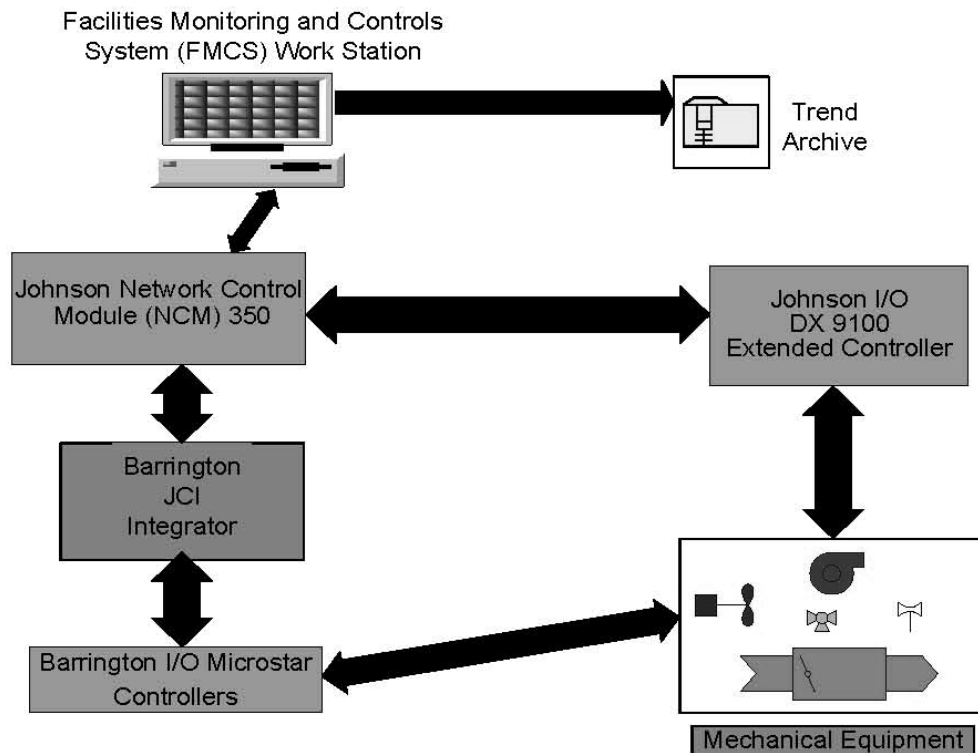 Facilities Monitoring and Controls
System (FMCS) Work Station
Trend
Archive
Johnson Network Control
Module (NCM) 350
Johnson I/O
DX 9100
Extended Controller
Barrington
JCI
Integrator
Barrington I/O Microstar
Controllers
Mechanical Equipment